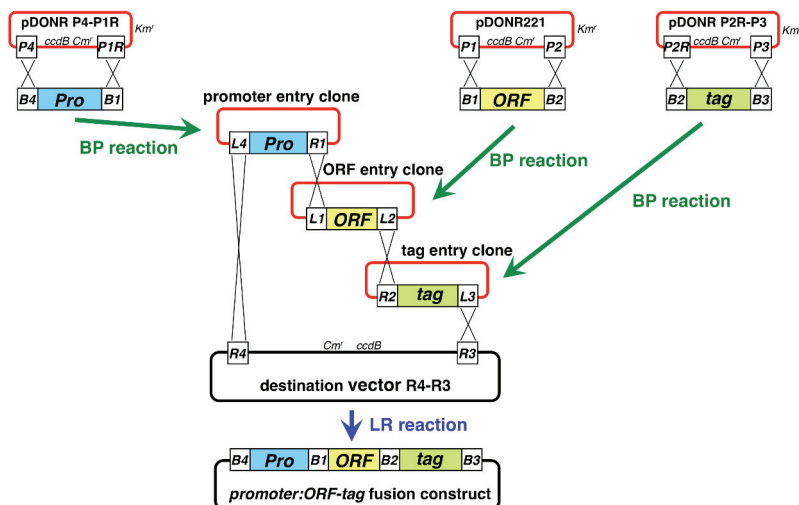 pDONR P4-P1R
Kmʳ
P4 ccdB Cmʳ P1R
B4 Pro B1
pDONR221
Kmʳ
P1 ccdB Cmʳ P2
B1 ORF B2
pDONR P2R-P3
Km
P2R ccdB Cmʳ P3
B2 tag B3
BP reaction
promoter entry clone
L4 Pro R1
BP reaction
ORF entry clone
L1 ORF L2
BP reaction
tag entry clone
R2 tag L3
R4 Cmʳ ccdB R3
destination vector R4-R3
LR reaction
B4 Pro B1 ORF B2 tag B3
promoter:ORF-tag fusion construct